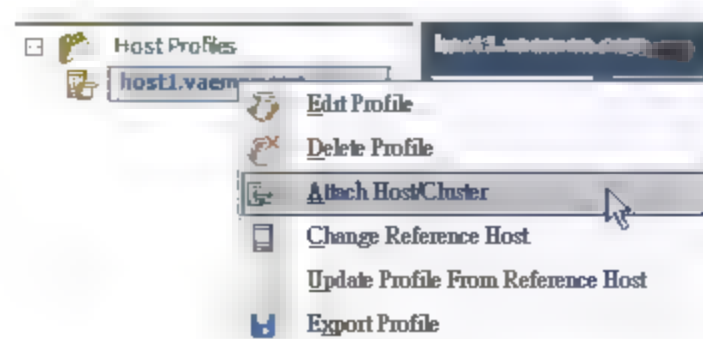 Host Profiles
Edit Profile
Delete Profile
Attach Host/Cluster
Change Reference Host
Update Profile From Reference Host
Export Profile